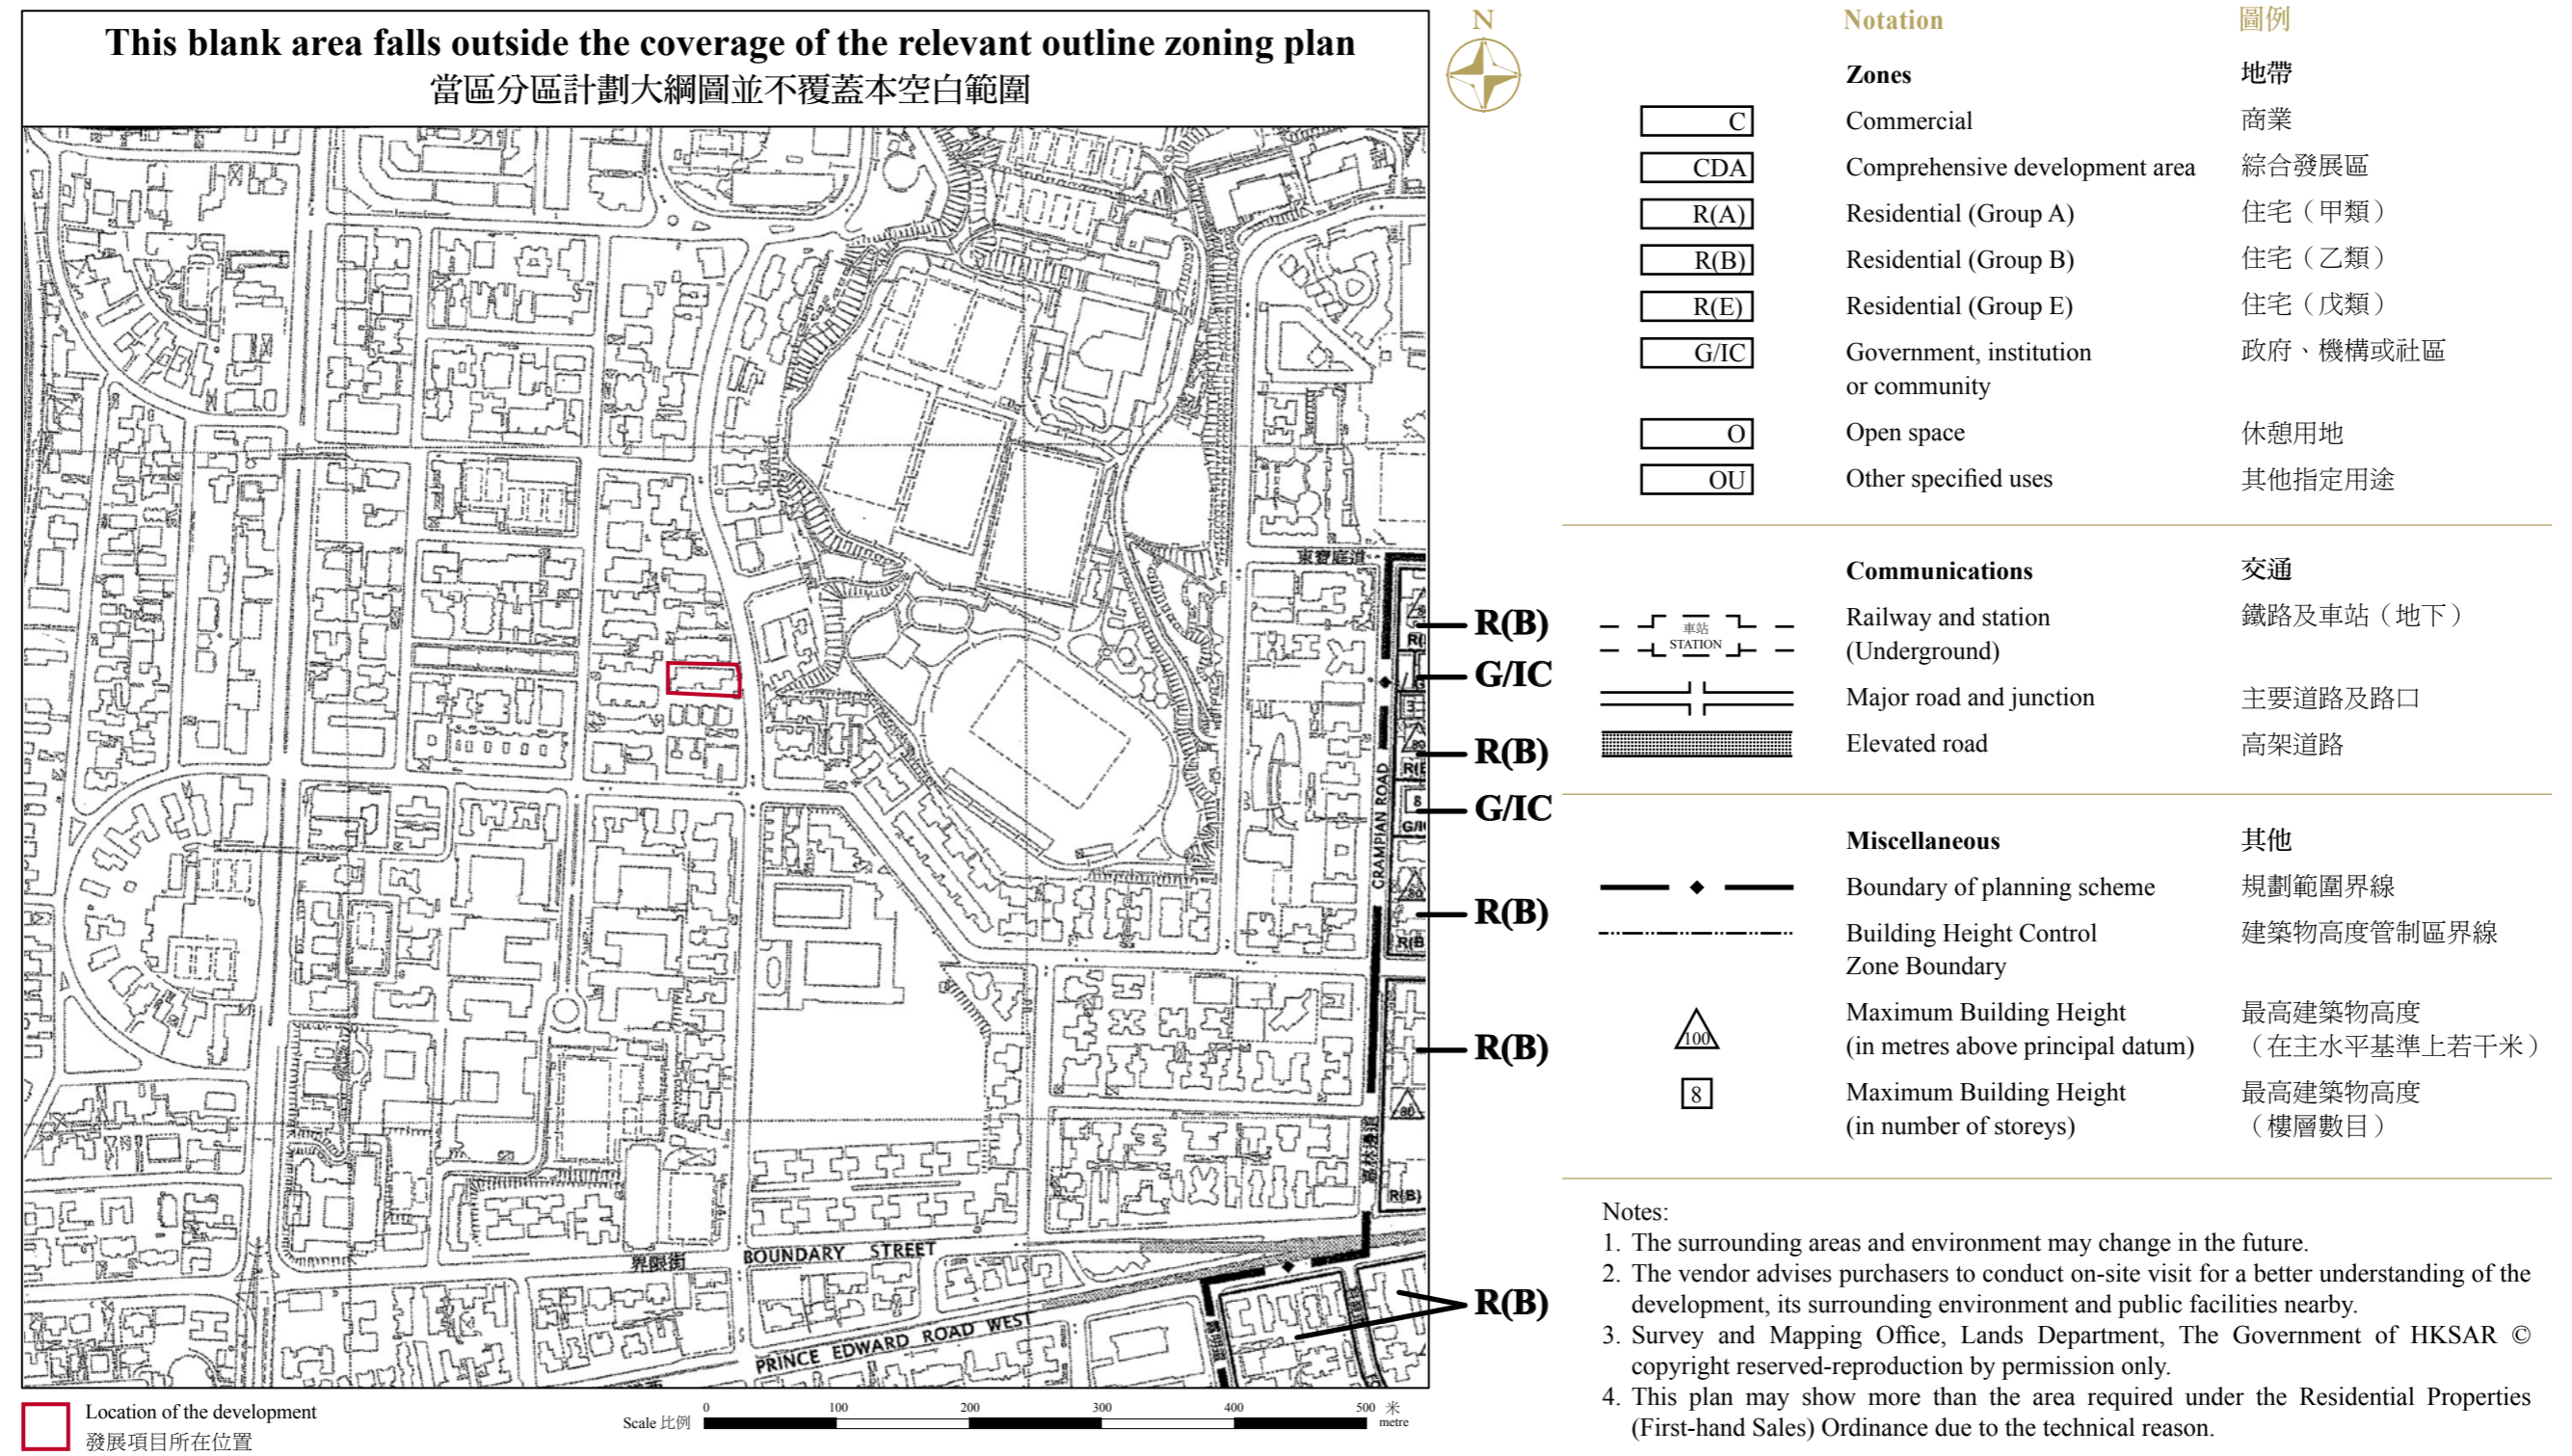 This blank area falls outside the coverage of the relevant outline zoning plan
當區分區計劃大綱圖並不覆蓋本空白範圍
東寶庭道
R(B)
G/IC
R(B)
G/IC
R(B)
R(B)
R(B)
CRAMPIAN ROAD
嘉林邊道
80
8
R(B)
界限街
BOUNDARY STREET
PRINCE EDWARD ROAD WEST
Location of the development
發展項目所在位置
Scale 比例
0 100 200 300 400 500 米
metre
N
Notation 圖例
Zones 地帶
C Commercial 商業
CDA Comprehensive development area 綜合發展區
R(A) Residential (Group A) 住宅（甲類）
R(B) Residential (Group B) 住宅（乙類）
R(E) Residential (Group E) 住宅（戊類）
G/IC Government, institution 政府、機構或社區
or community
O Open space 休憩用地
OU Other specified uses 其他指定用途
Communications 交通
車站
STATION
Railway and station 鐵路及車站（地下）
(Underground)
Major road and junction 主要道路及路口
Elevated road 高架道路
Miscellaneous 其他
Boundary of planning scheme 規劃範圍界線
Building Height Control 建築物高度管制區界線
Zone Boundary
100 Maximum Building Height 最高建築物高度
(in metres above principal datum) （在主水平基準上若干米）
8 Maximum Building Height 最高建築物高度
(in number of storeys) （樓層數目）
Notes:
1. The surrounding areas and environment may change in the future.
2. The vendor advises purchasers to conduct on-site visit for a better understanding of the
development, its surrounding environment and public facilities nearby.
3. Survey and Mapping Office, Lands Department, The Government of HKSAR ©
copyright reserved-reproduction by permission only.
4. This plan may show more than the area required under the Residential Properties
(First-hand Sales) Ordinance due to the technical reason.